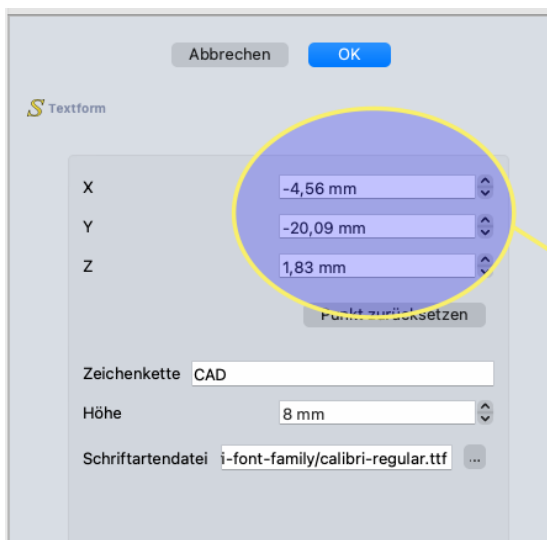 Abbrechen OK
S Textform
X -4,56 mm
Y -20,09 mm
Z 1,83 mm
Punkt zurücksetzen
Zeichenkette CAD
Höhe 8 mm
Schriftartendatei i-font-family/calibri-regular.ttf ...